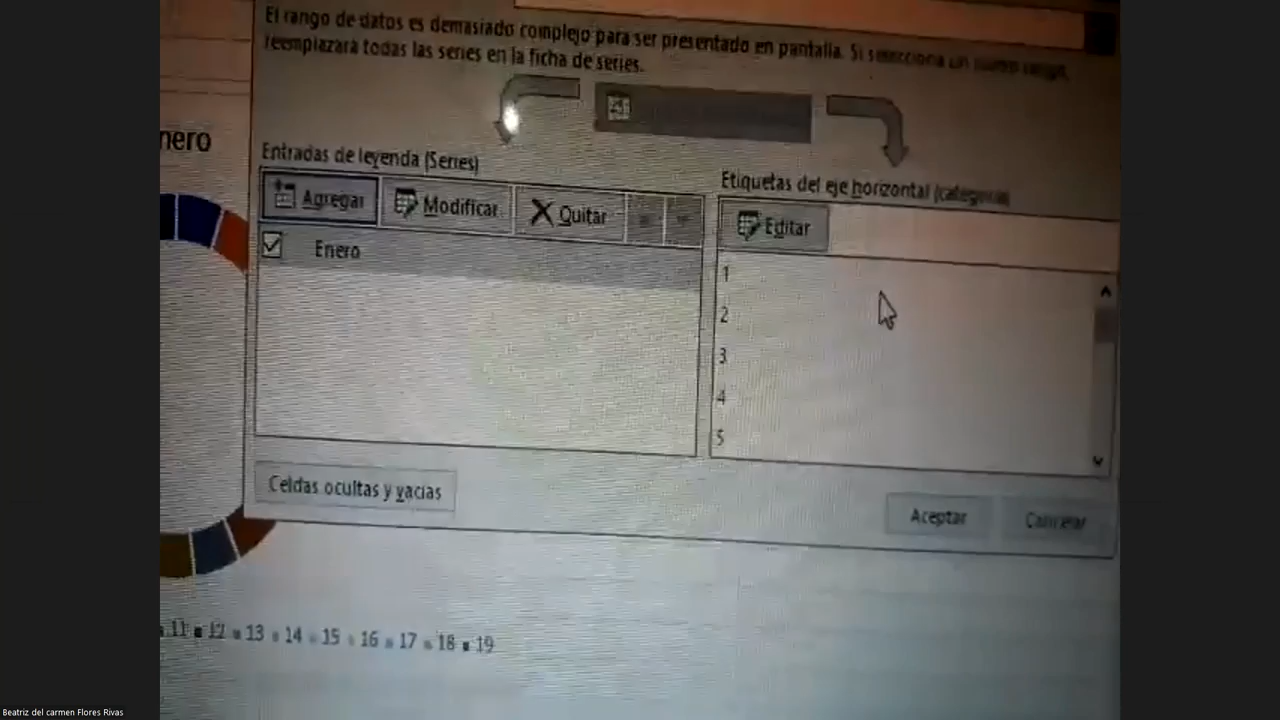 El rango de datos es demasiado complejo para ser presentado en pantalla. Si selecciona un nuevo rango,
reemplazará todas las series en la ficha de series.
nero
Entradas de leyenda (Series)
Agregar Modificar Quitar
Enero
Etiquetas del eje horizontal (categoría)
Editar
1
2
3
4
5
Celdas ocultas y vacías
Aceptar Cancelar
11 12 13 14 15 16 17 18 19
Beatriz del carmen Flores Rivas